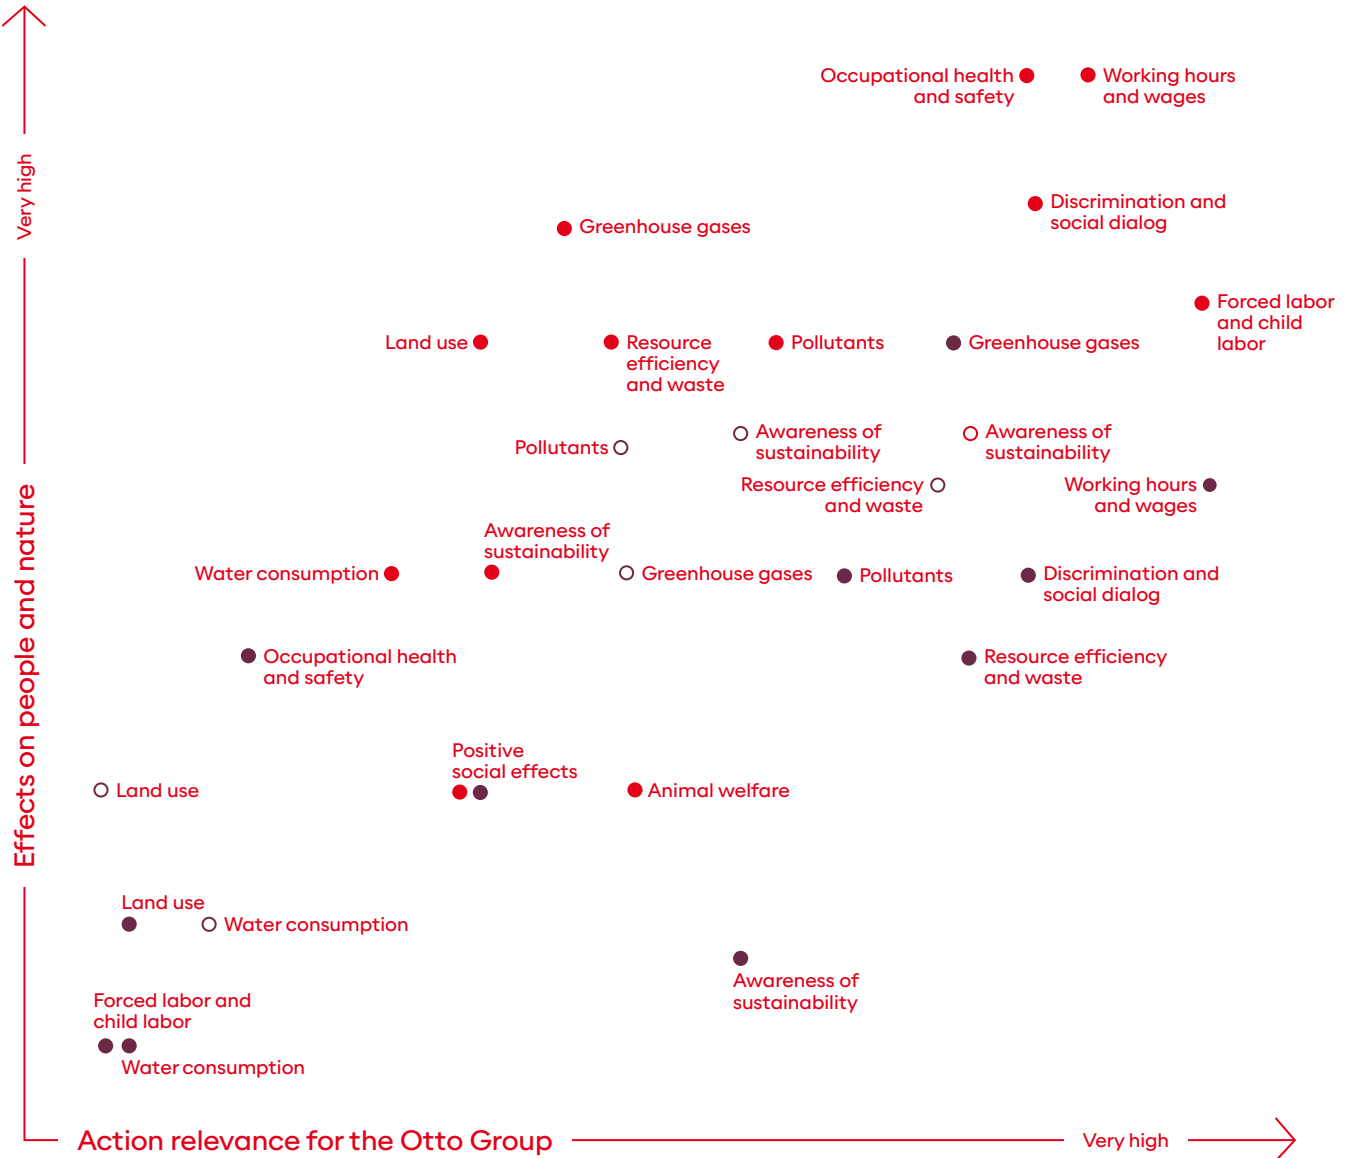 Very high
Effects on people and nature
Occupational health
and safety
Working hours
and wages
Discrimination and
social dialog
Greenhouse gases
Forced labor
and child
labor
Land use
Resource
efficiency
and waste
Pollutants
Greenhouse gases
Pollutants
Awareness of
sustainability
Awareness of
sustainability
Resource efficiency
and waste
Working hours
and wages
Awareness of
sustainability
Water consumption
Greenhouse gases
Pollutants
Discrimination and
social dialog
Occupational health
and safety
Resource efficiency
and waste
Positive
social effects
Land use
Animal welfare
Land use
Water consumption
Awareness of
sustainability
Forced labor and
child labor
Water consumption
Action relevance for the Otto Group
Very high